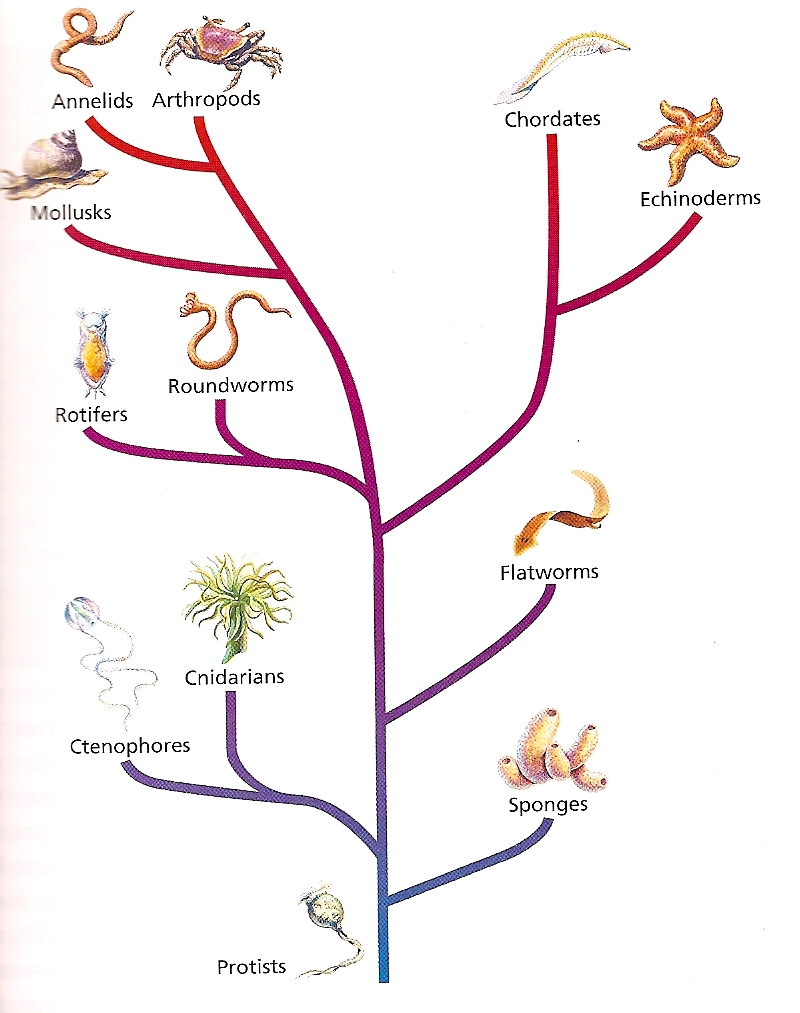 Annelids
Arthropods
Chordates
Echinoderms
Mollusks
Roundworms
Rotifers
Flatworms
Cnidarians
Ctenophores
Sponges
Protists